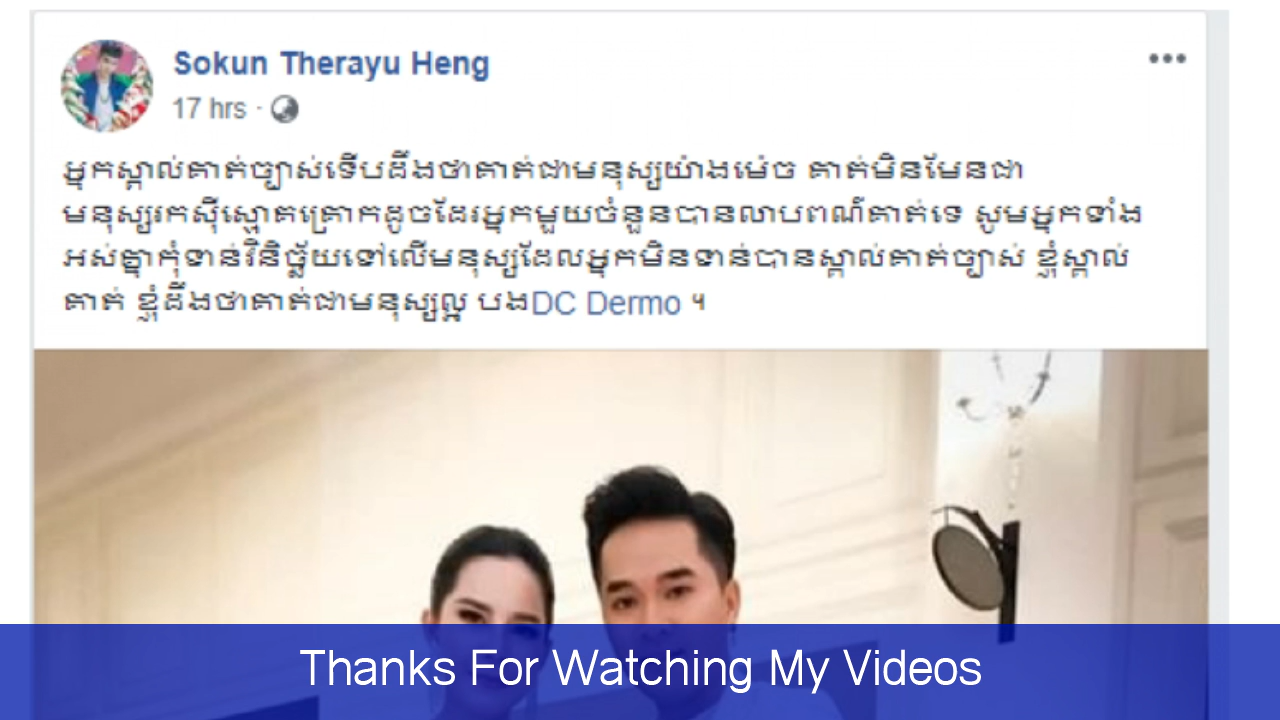 Sokun Therayu Heng
17 hrs ·
អ្នកស្គាល់គាត់ច្បាស់ទើបដឹងថាគាត់ជាមនុស្សយ៉ាងម៉េច គាត់មិនមែនជា
មនុស្សរកស៊ីស្មោគគ្រោកដូចដែរអ្នកមួយចំនួនបានលាបពណ៌គាត់ទេ សូមអ្នកទាំង
អស់គ្នាកុំទាន់វិនិច្ឆ័យទៅលើមនុស្សដែលអ្នកមិនទាន់បានស្គាល់គាត់ច្បាស់ ខ្ញុំស្គាល់
គាត់ ខ្ញុំដឹងថាគាត់ជាមនុស្សល្អ បងDC Dermo ។
Thanks For Watching My Videos